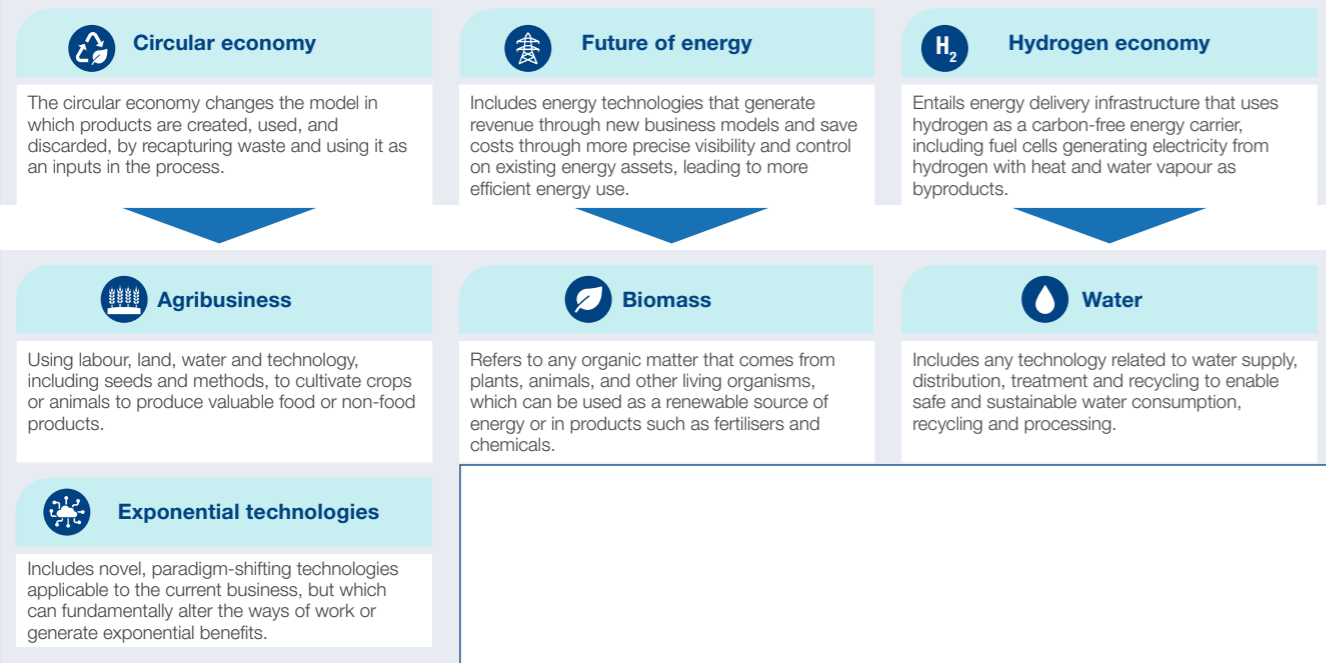 Circular economy
The circular economy changes the model in
which products are created, used, and
discarded, by recapturing waste and using it as
an inputs in the process.
Future of energy
Includes energy technologies that generate
revenue through new business models and save
costs through more precise visibility and control
on existing energy assets, leading to more
efficient energy use.
H2
Hydrogen economy
Entails energy delivery infrastructure that uses
hydrogen as a carbon-free energy carrier,
including fuel cells generating electricity from
hydrogen with heat and water vapour as
byproducts.
Agribusiness
Using labour, land, water and technology,
including seeds and methods, to cultivate crops
or animals to produce valuable food or non-food
products.
Biomass
Refers to any organic matter that comes from
plants, animals, and other living organisms,
which can be used as a renewable source of
energy or in products such as fertilisers and
chemicals.
Water
Includes any technology related to water supply,
distribution, treatment and recycling to enable
safe and sustainable water consumption,
recycling and processing.
Exponential technologies
Includes novel, paradigm-shifting technologies
applicable to the current business, but which
can fundamentally alter the ways of work or
generate exponential benefits.